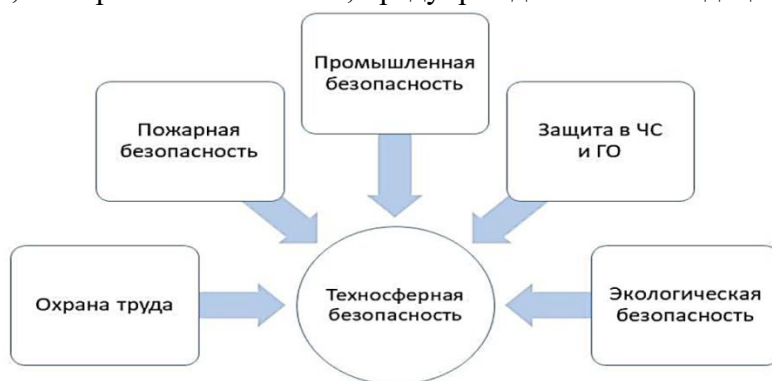 Промышленная
безопасность
Пожарная
безопасность
Защита в ЧС
и ГО
Охрана труда
Техносферная
безопасность
Экологическая
безопасность